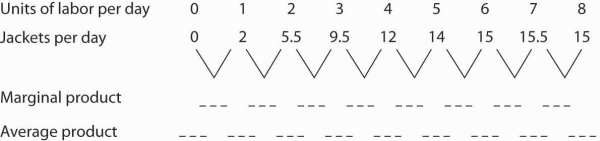 Units of labor per day 0 1 2 3 4 5 6 7 8
Jackets per day 0 2 5.5 9.5 12 14 15 15.5 15
Marginal product _ _ _ _ _ _ _ _ _ _ _ _ _ _ _ _ _ _ _ _ _ _ _ _
Average product _ _ _ _ _ _ _ _ _ _ _ _ _ _ _ _ _ _ _ _ _ _ _ _ _ _ _